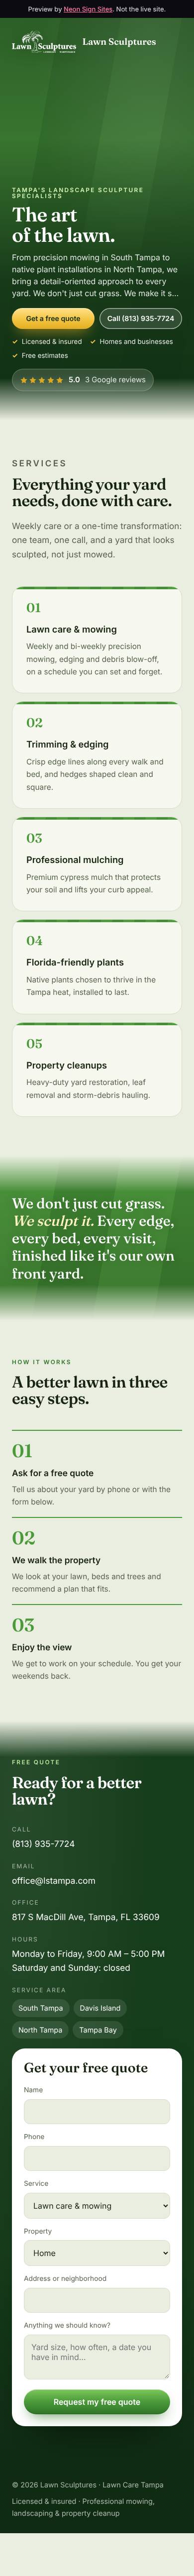 Preview by Neon Sign Sites. Not the live site.
Lawn Sculptures
Lawn Sculptures
TAMPA'S LANDSCAPE SCULPTURE
SPECIALISTS
The art
of the lawn.
From precision mowing in South Tampa to
native plant installations in North Tampa, we
bring a detail-oriented approach to every
yard. We don't just cut grass. We make it s...
Get a free quote
Call (813) 935-7724
✓ Licensed & insured ✓ Homes and businesses
✓ Free estimates
★★★★★ 5.0 3 Google reviews
SERVICES
Everything your yard
needs, done with care.
Weekly care or a one-time transformation:
one team, one call, and a yard that looks
sculpted, not just mowed.
01
Lawn care & mowing
Weekly and bi-weekly precision
mowing, edging and debris blow-off,
on a schedule you can set and forget.
02
Trimming & edging
Crisp edge lines along every walk and
bed, and hedges shaped clean and
square.
03
Professional mulching
Premium cypress mulch that protects
your soil and lifts your curb appeal.
04
Florida-friendly plants
Native plants chosen to thrive in the
Tampa heat, installed to last.
05
Property cleanups
Heavy-duty yard restoration, leaf
removal and storm-debris hauling.
We don't just cut grass.
We sculpt it. Every edge,
every bed, every visit,
finished like it's our own
front yard.
HOW IT WORKS
A better lawn in three
easy steps.
01
Ask for a free quote
Tell us about your yard by phone or with the
form below.
02
We walk the property
We look at your lawn, beds and trees and
recommend a plan that fits.
03
Enjoy the view
We get to work on your schedule. You get your
weekends back.
FREE QUOTE
Ready for a better
lawn?
CALL
(813) 935-7724
EMAIL
office@lstampa.com
OFFICE
817 S MacDill Ave, Tampa, FL 33609
HOURS
Monday to Friday, 9:00 AM – 5:00 PM
Saturday and Sunday: closed
SERVICE AREA
South Tampa
Davis Island
North Tampa
Tampa Bay
Get your free quote
Name
Phone
Service
Lawn care & mowing
Property
Home
Address or neighborhood
Anything we should know?
Yard size, how often, a date you
have in mind...
Request my free quote
© 2026 Lawn Sculptures · Lawn Care Tampa
Licensed & insured · Professional mowing,
landscaping & property cleanup